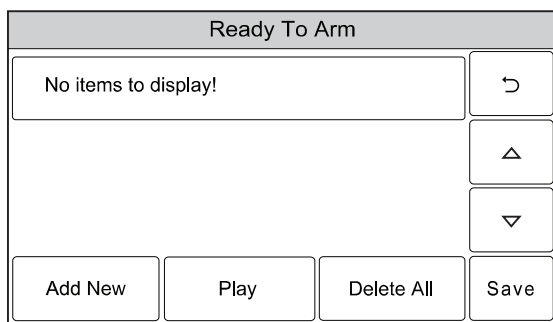 Ready To Arm
No items to display!
Add New
Play
Delete All
Save